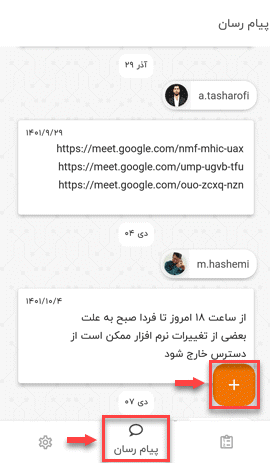 پیام رسان
آذر ۲۹
a.tasharofi
۱۴۰۱/۹/۲۹
https://meet.google.com/nmf-mhic-uax
https://meet.google.com/ump-ugvb-tfu
https://meet.google.com/ouo-zcxq-nzn
دی ۰۴
m.hashemi
۱۴۰۱/۱۰/۴
از ساعت ۱۸ امروز تا فردا صبح به علت
بعضی از تغییرات نرم افزار ممکن است از
دسترس خارج شود
دی ۰۷
پیام رسان